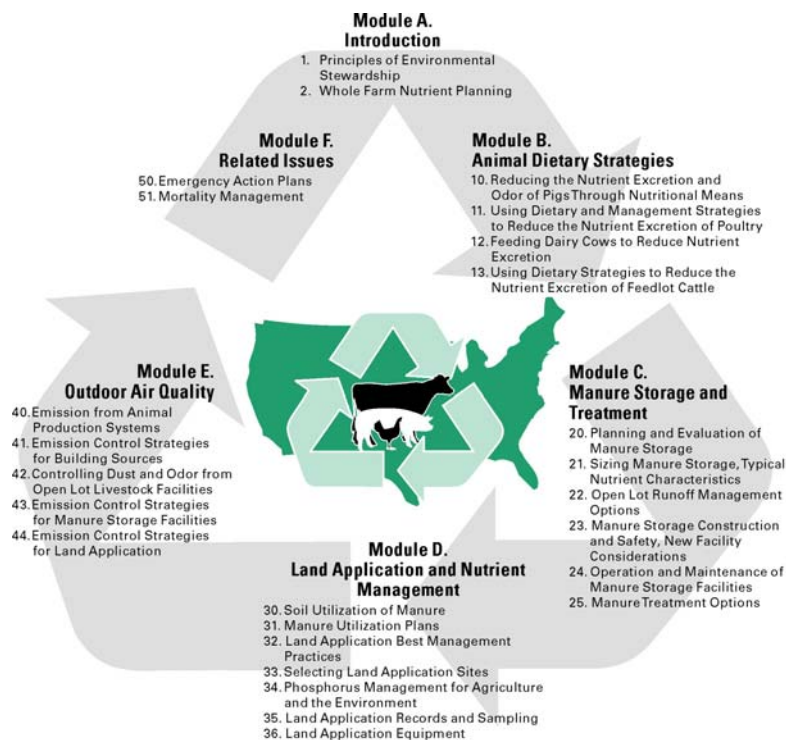 Module A.
Introduction
1. Principles of Environmental
Stewardship
2. Whole Farm Nutrient Planning
Module B.
Animal Dietary Strategies
10. Reducing the Nutrient Excretion and
Odor of Pigs Through Nutritional Means
11. Using Dietary and Management Strategies
to Reduce the Nutrient Excretion of Poultry
12. Feeding Dairy Cows to Reduce Nutrient
Excretion
13. Using Dietary Strategies to Reduce the
Nutrient Excretion of Feedlot Cattle
Module C.
Manure Storage and
Treatment
20. Planning and Evaluation of
Manure Storage
21. Sizing Manure Storage, Typical
Nutrient Characteristics
22. Open Lot Runoff Management
Options
23. Manure Storage Construction
and Safety, New Facility
Considerations
24. Operation and Maintenance of
Manure Storage Facilities
25. Manure Treatment Options
Module D.
Land Application and Nutrient
Management
30. Soil Utilization of Manure
31. Manure Utilization Plans
32. Land Application Best Management
Practices
33. Selecting Land Application Sites
34. Phosphorus Management for Agriculture
and the Environment
35. Land Application Records and Sampling
36. Land Application Equipment
Module E.
Outdoor Air Quality
40. Emission from Animal
Production Systems
41. Emission Control Strategies
for Building Sources
42. Controlling Dust and Odor from
Open Lot Livestock Facilities
43. Emission Control Strategies
for Manure Storage Facilities
44. Emission Control Strategies
for Land Application
Module F.
Related Issues
50. Emergency Action Plans
51. Mortality Management